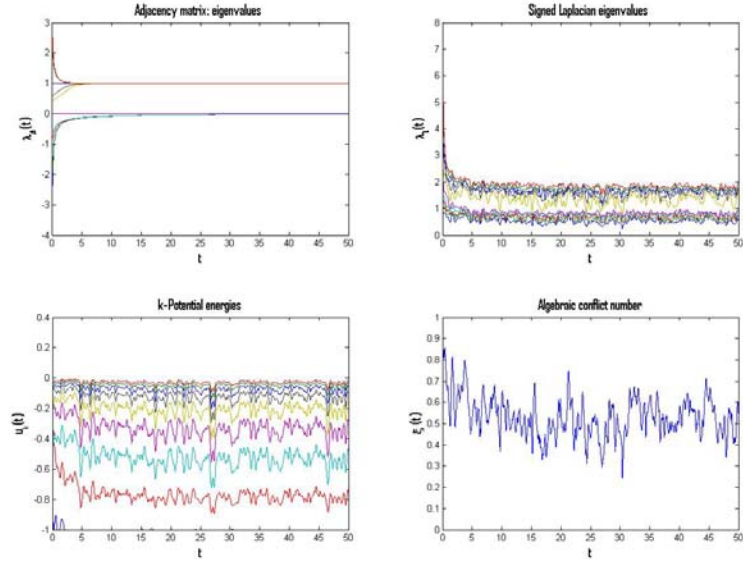 Adjacency matrix: eigenvalues
3
2
1
0
-1
-2
-3
-4
0 5 10 15 20 25 30 35 40 45 50
t
λa(t)
Signed Laplacian eigenvalues
8
7
6
5
4
3
2
1
0
0 5 10 15 20 25 30 35 40 45 50
t
λl(t)
k-Potential energies
0.4
0.2
0
-0.2
-0.4
-0.6
-0.8
-1
0 5 10 15 20 25 30 35 40 45 50
t
ui(t)
Algebraic conflict number
1
0.9
0.8
0.7
0.6
0.5
0.4
0.3
0.2
0.1
0
0 5 10 15 20 25 30 35 40 45 50
t